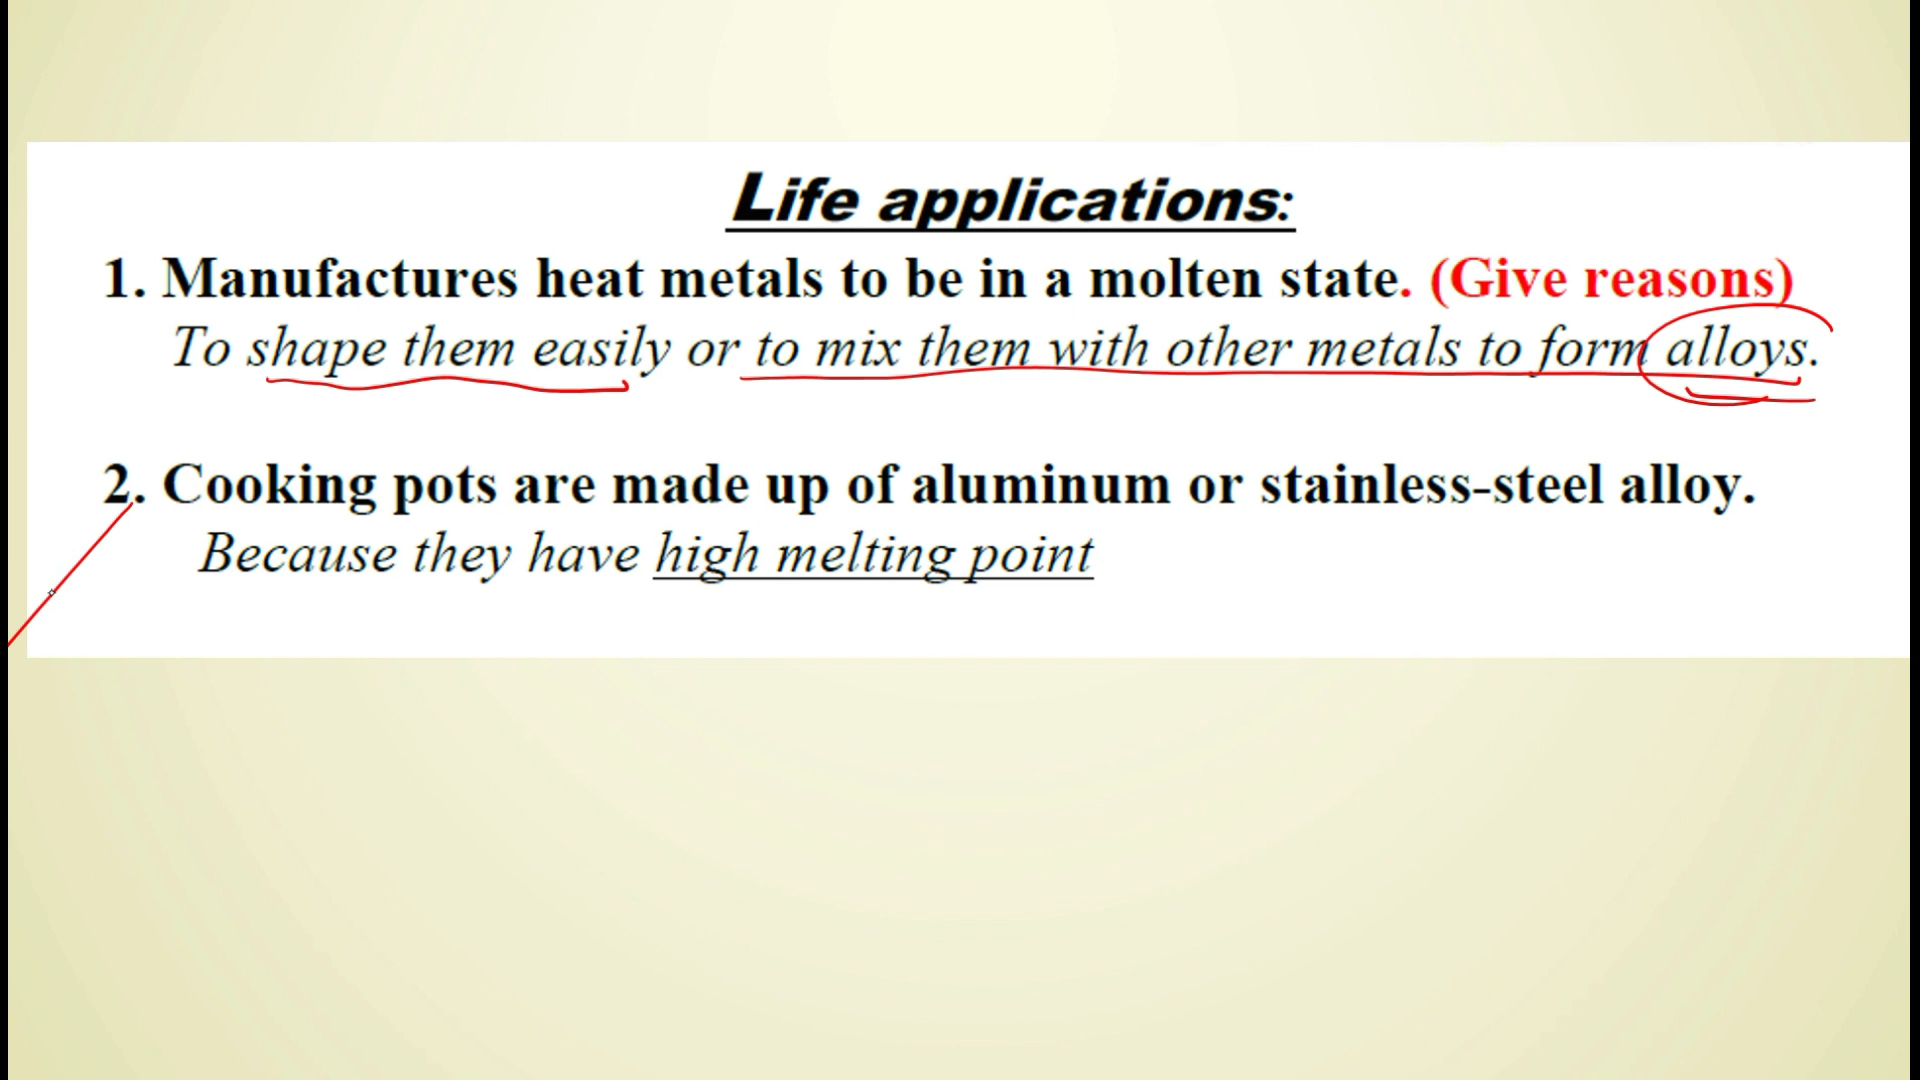 Life applications:
1. Manufactures heat metals to be in a molten state. (Give reasons)
To shape them easily or to mix them with other metals to form alloys.
2. Cooking pots are made up of aluminum or stainless-steel alloy.
Because they have high melting point